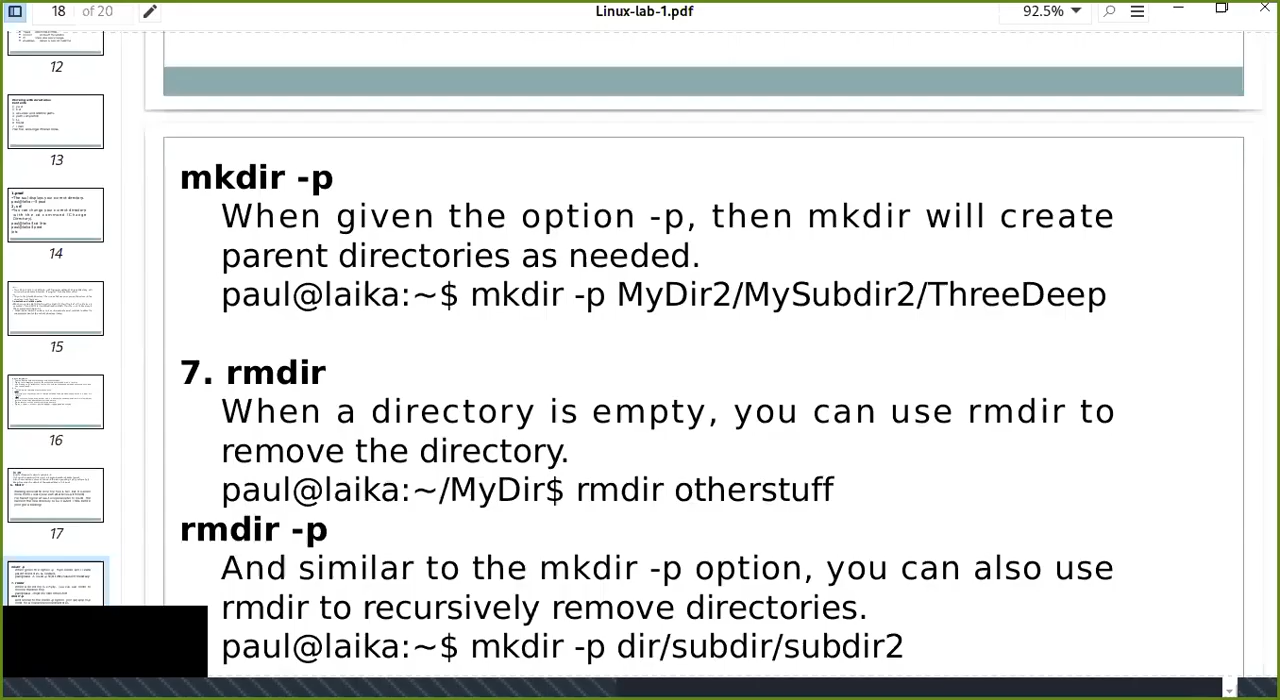 18 of 20
Linux-lab-1.pdf
92.5%
12
13
14
15
16
17
mkdir -p
When given the option -p, then mkdir will create
parent directories as needed.
paul@laika:~$ mkdir -p MyDir2/MySubdir2/ThreeDeep
7. rmdir
When a directory is empty, you can use rmdir to
remove the directory.
paul@laika:~/MyDir$ rmdir otherstuff
rmdir -p
And similar to the mkdir -p option, you can also use
rmdir to recursively remove directories.
paul@laika:~$ mkdir -p dir/subdir/subdir2